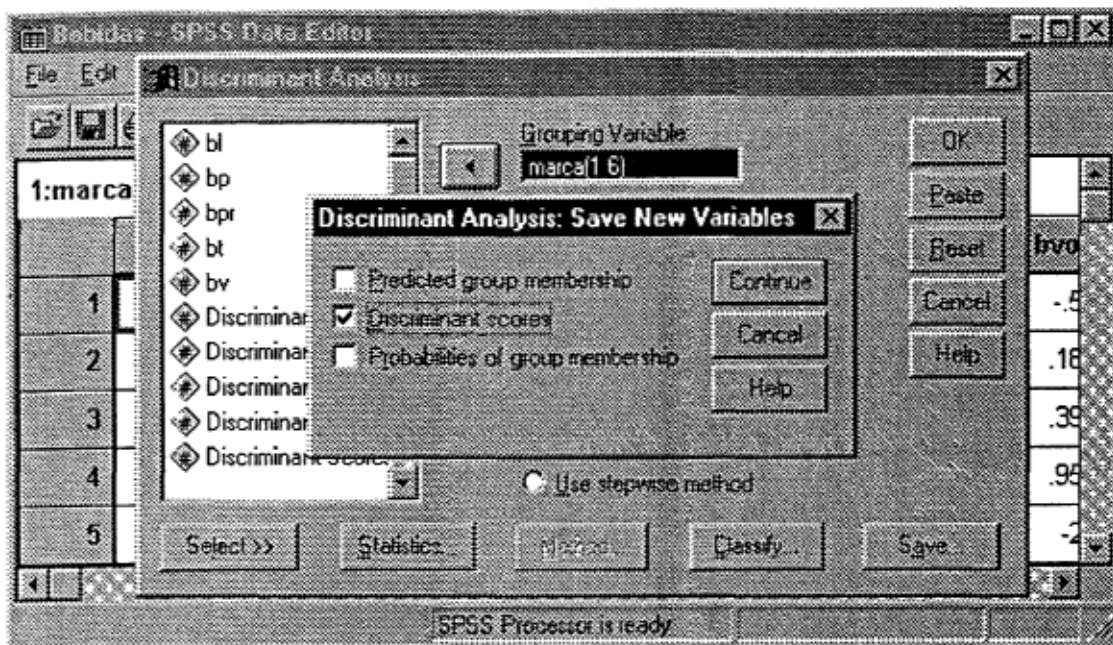 Bebidas - SPSS Data Editor
File Edit
Discriminant Analysis
bl
bp
bpr
bt
bv
Discriminar
Discriminar
Discriminar
Discriminar
Discriminant Scores
Grouping Variable:
marca(1 6)
OK
Paste
Reset
Cancel
Help
Discriminant Analysis: Save New Variables
Predicted group membership
Discriminant scores
Probabilities of group membership
Continue
Cancel
Help
Use stepwise method
Select >>
Statistics...
Method...
Classify...
Save...
1:marca
bvo
1 -.5
2 .18
3 .39
4 .95
5 -2
SPSS Processor is ready